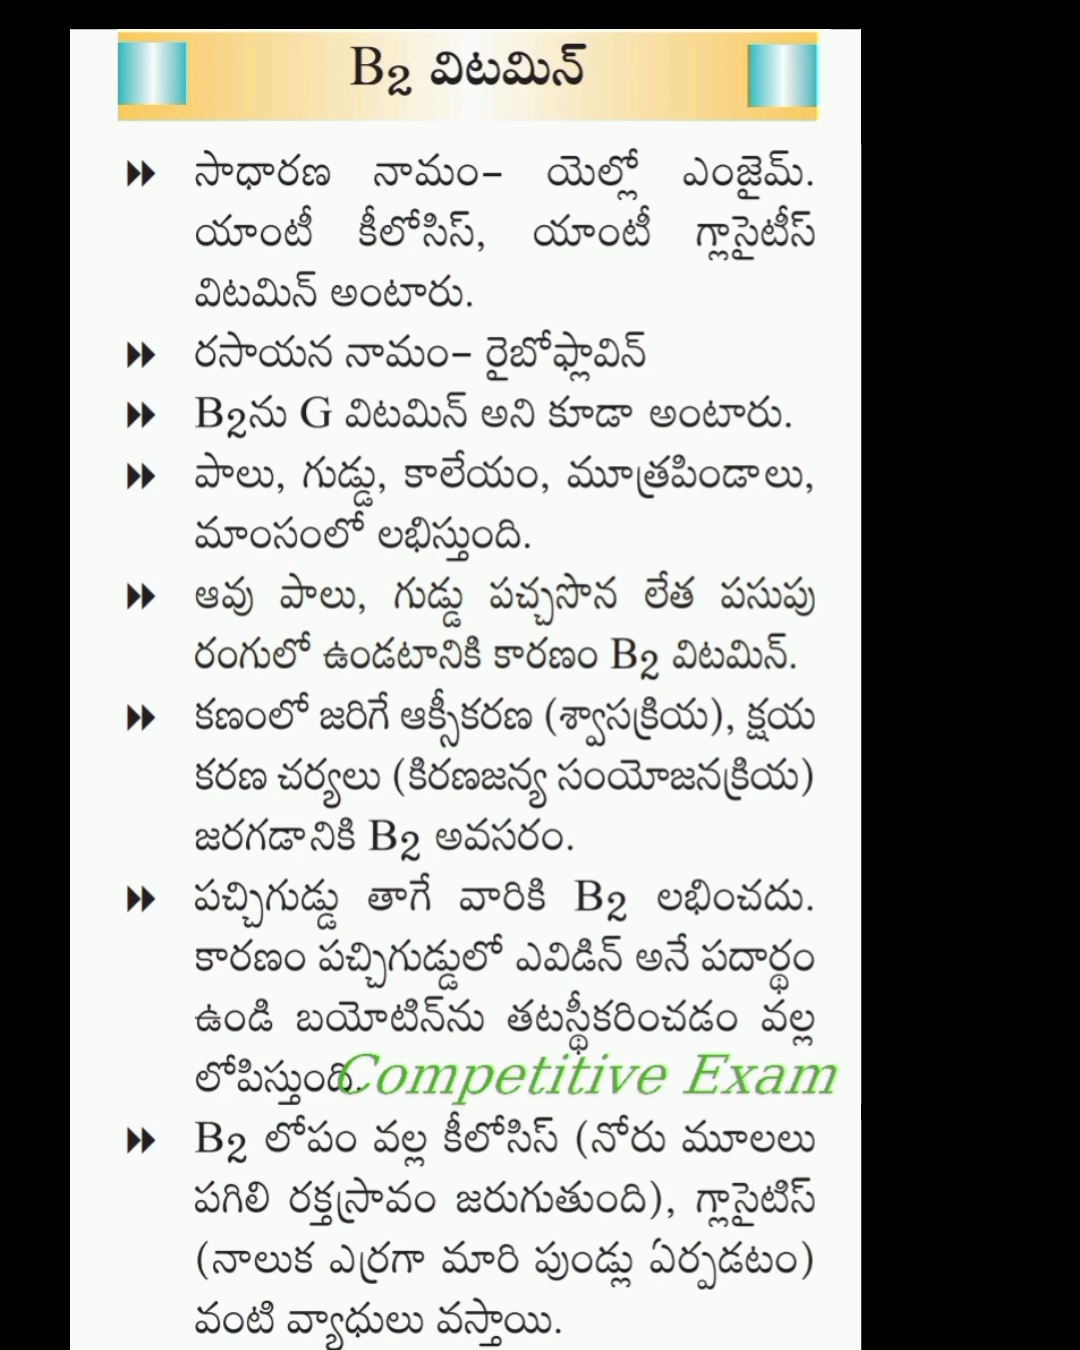 B2 విటమిన్
సాధారణ నామం– యెల్లో ఎంజైమ్.
యాంటీ కీలోసిస్, యాంటీ గ్లాసైటీస్
విటమిన్ అంటారు.
రసాయన నామం– రైబోఫ్లావిన్
B2ను G విటమిన్ అని కూడా అంటారు.
పాలు, గుడ్డు, కాలేయం, మూత్రపిండాలు,
మాంసంలో లభిస్తుంది.
ఆవు పాలు, గుడ్డు పచ్చసొన లేత పసుపు
రంగులో ఉండటానికి కారణం B2 విటమిన్.
కణంలో జరిగే ఆక్సీకరణ (శ్వాసక్రియ), క్షయ
కరణ చర్యలు (కిరణజన్య సంయోజనక్రియ)
జరగడానికి B2 అవసరం.
పచ్చిగుడ్డు తాగే వారికి B2 లభించదు.
కారణం పచ్చిగుడ్డులో ఎవిడిన్ అనే పదార్థం
ఉండి బయోటిన్‌ను తటస్థీకరించడం వల్ల
లోపిస్తుంది.
Competitive Exam
B2 లోపం వల్ల కీలోసిస్ (నోరు మూలలు
పగిలి రక్తస్రావం జరుగుతుంది), గ్లాసైటిస్
(నాలుక ఎర్రగా మారి పుండ్లు ఏర్పడటం)
వంటి వ్యాధులు వస్తాయి.